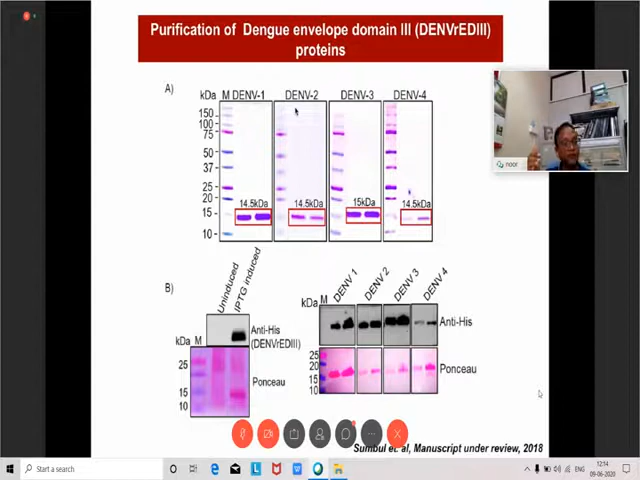 Purification of Dengue envelope domain III (DENVrEDIII)
proteins
A)
kDa M DENV-1 DENV-2 DENV-3 DENV-4
150
100
75
50
37
25
20
15
10
14.5kDa 14.5kDa 15kDa 14.5kDa
noor
B)
Uninduced
IPTG induced
Anti-His
(DENVrEDIII)
kDa M
25
15
10
Ponceau
kDa M DENV 1 DENV 2 DENV 3 DENV 4
Anti-His
25
20
15
10
Ponceau
Sumbul et. al, Manuscript under review, 2018
Start a search
ENG
12:14
09-06-2020